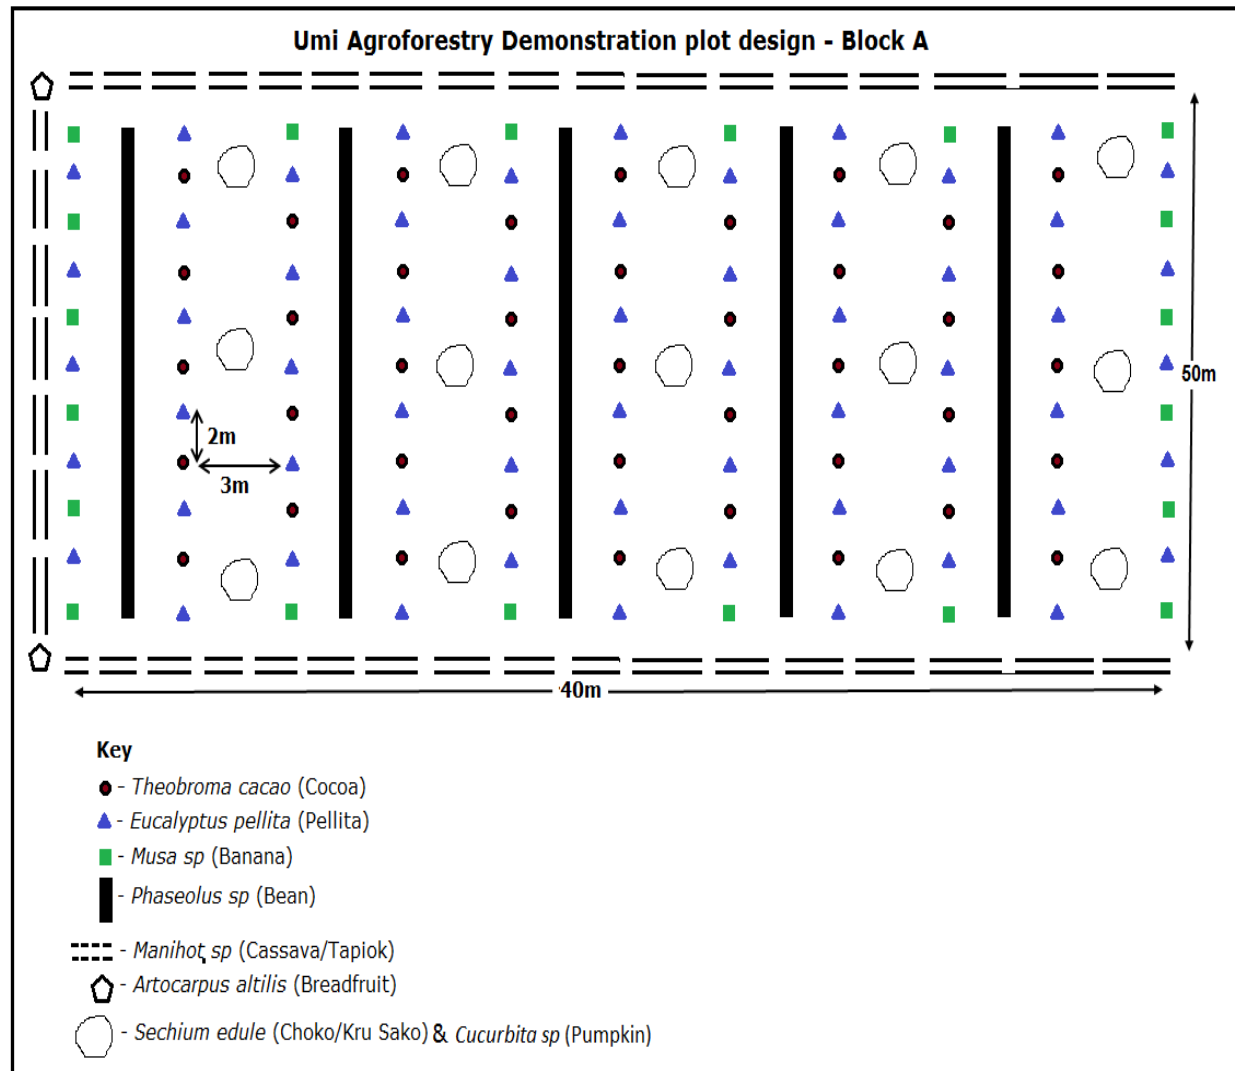 Umi Agroforestry Demonstration plot design - Block A
50m
2m
3m
40m
Key
- Theobroma cacao (Cocoa)
- Eucalyptus pellita (Pellita)
- Musa sp (Banana)
- Phaseolus sp (Bean)
- Manihot sp (Cassava/Tapiok)
- Artocarpus altilis (Breadfruit)
- Sechium edule (Choko/Kru Sako) & Cucurbita sp (Pumpkin)